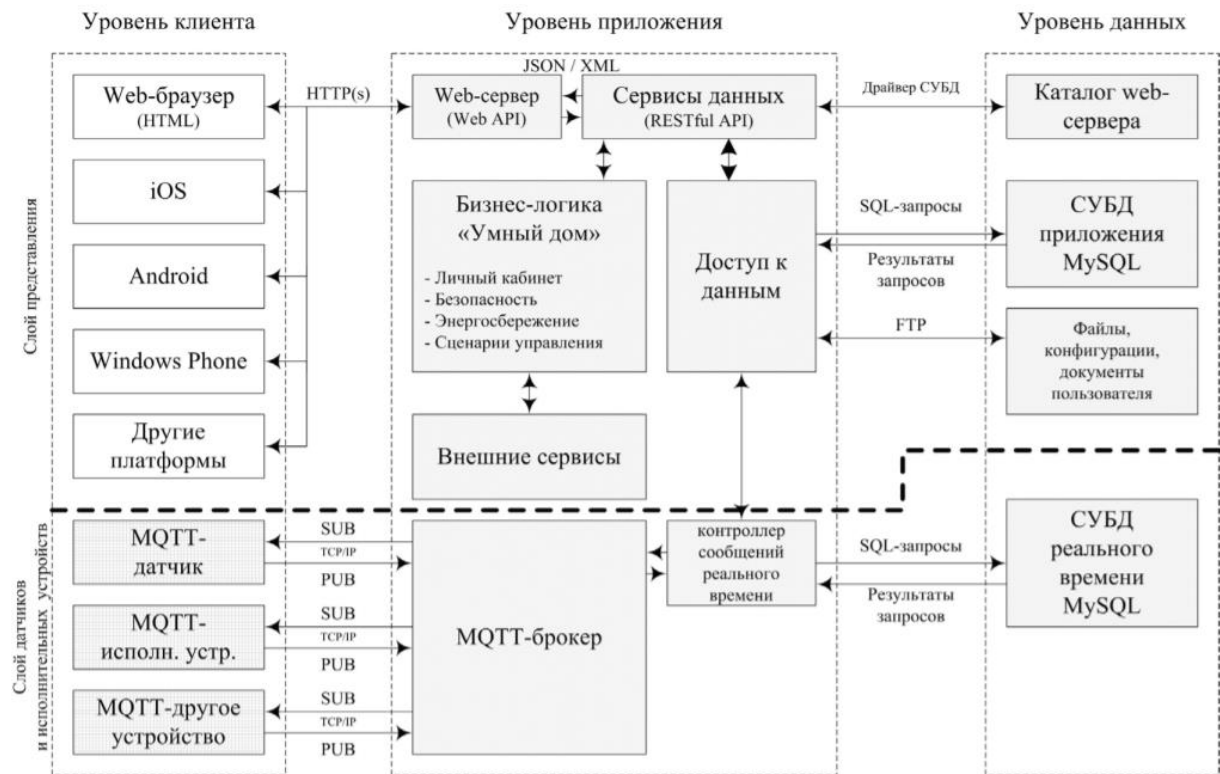 Уровень клиента
Уровень приложения
Уровень данных
Слой представления
Web-браузер
(HTML)
iOS
Android
Windows Phone
Другие
платформы
HTTP(s)
JSON / XML
Web-сервер
(Web API)
Сервисы данных
(RESTful API)
Бизнес-логика
«Умный дом»
- Личный кабинет
- Безопасность
- Энергосбережение
- Сценарии управления
Доступ к
данным
Внешние сервисы
Драйвер СУБД
SQL-запросы
Результаты
запросов
FTP
Каталог web-
сервера
СУБД
приложения
MySQL
Файлы,
конфигурации,
документы
пользователя
Слой датчиков
и исполнительных устройств
MQTT-
датчик
MQTT-
исполн. устр.
MQTT-другое
устройство
SUB
TCP/IP
PUB
SUB
TCP/IP
PUB
SUB
TCP/IP
PUB
MQTT-брокер
контроллер
сообщений
реального
времени
SQL-запросы
Результаты
запросов
СУБД
реального
времени
MySQL